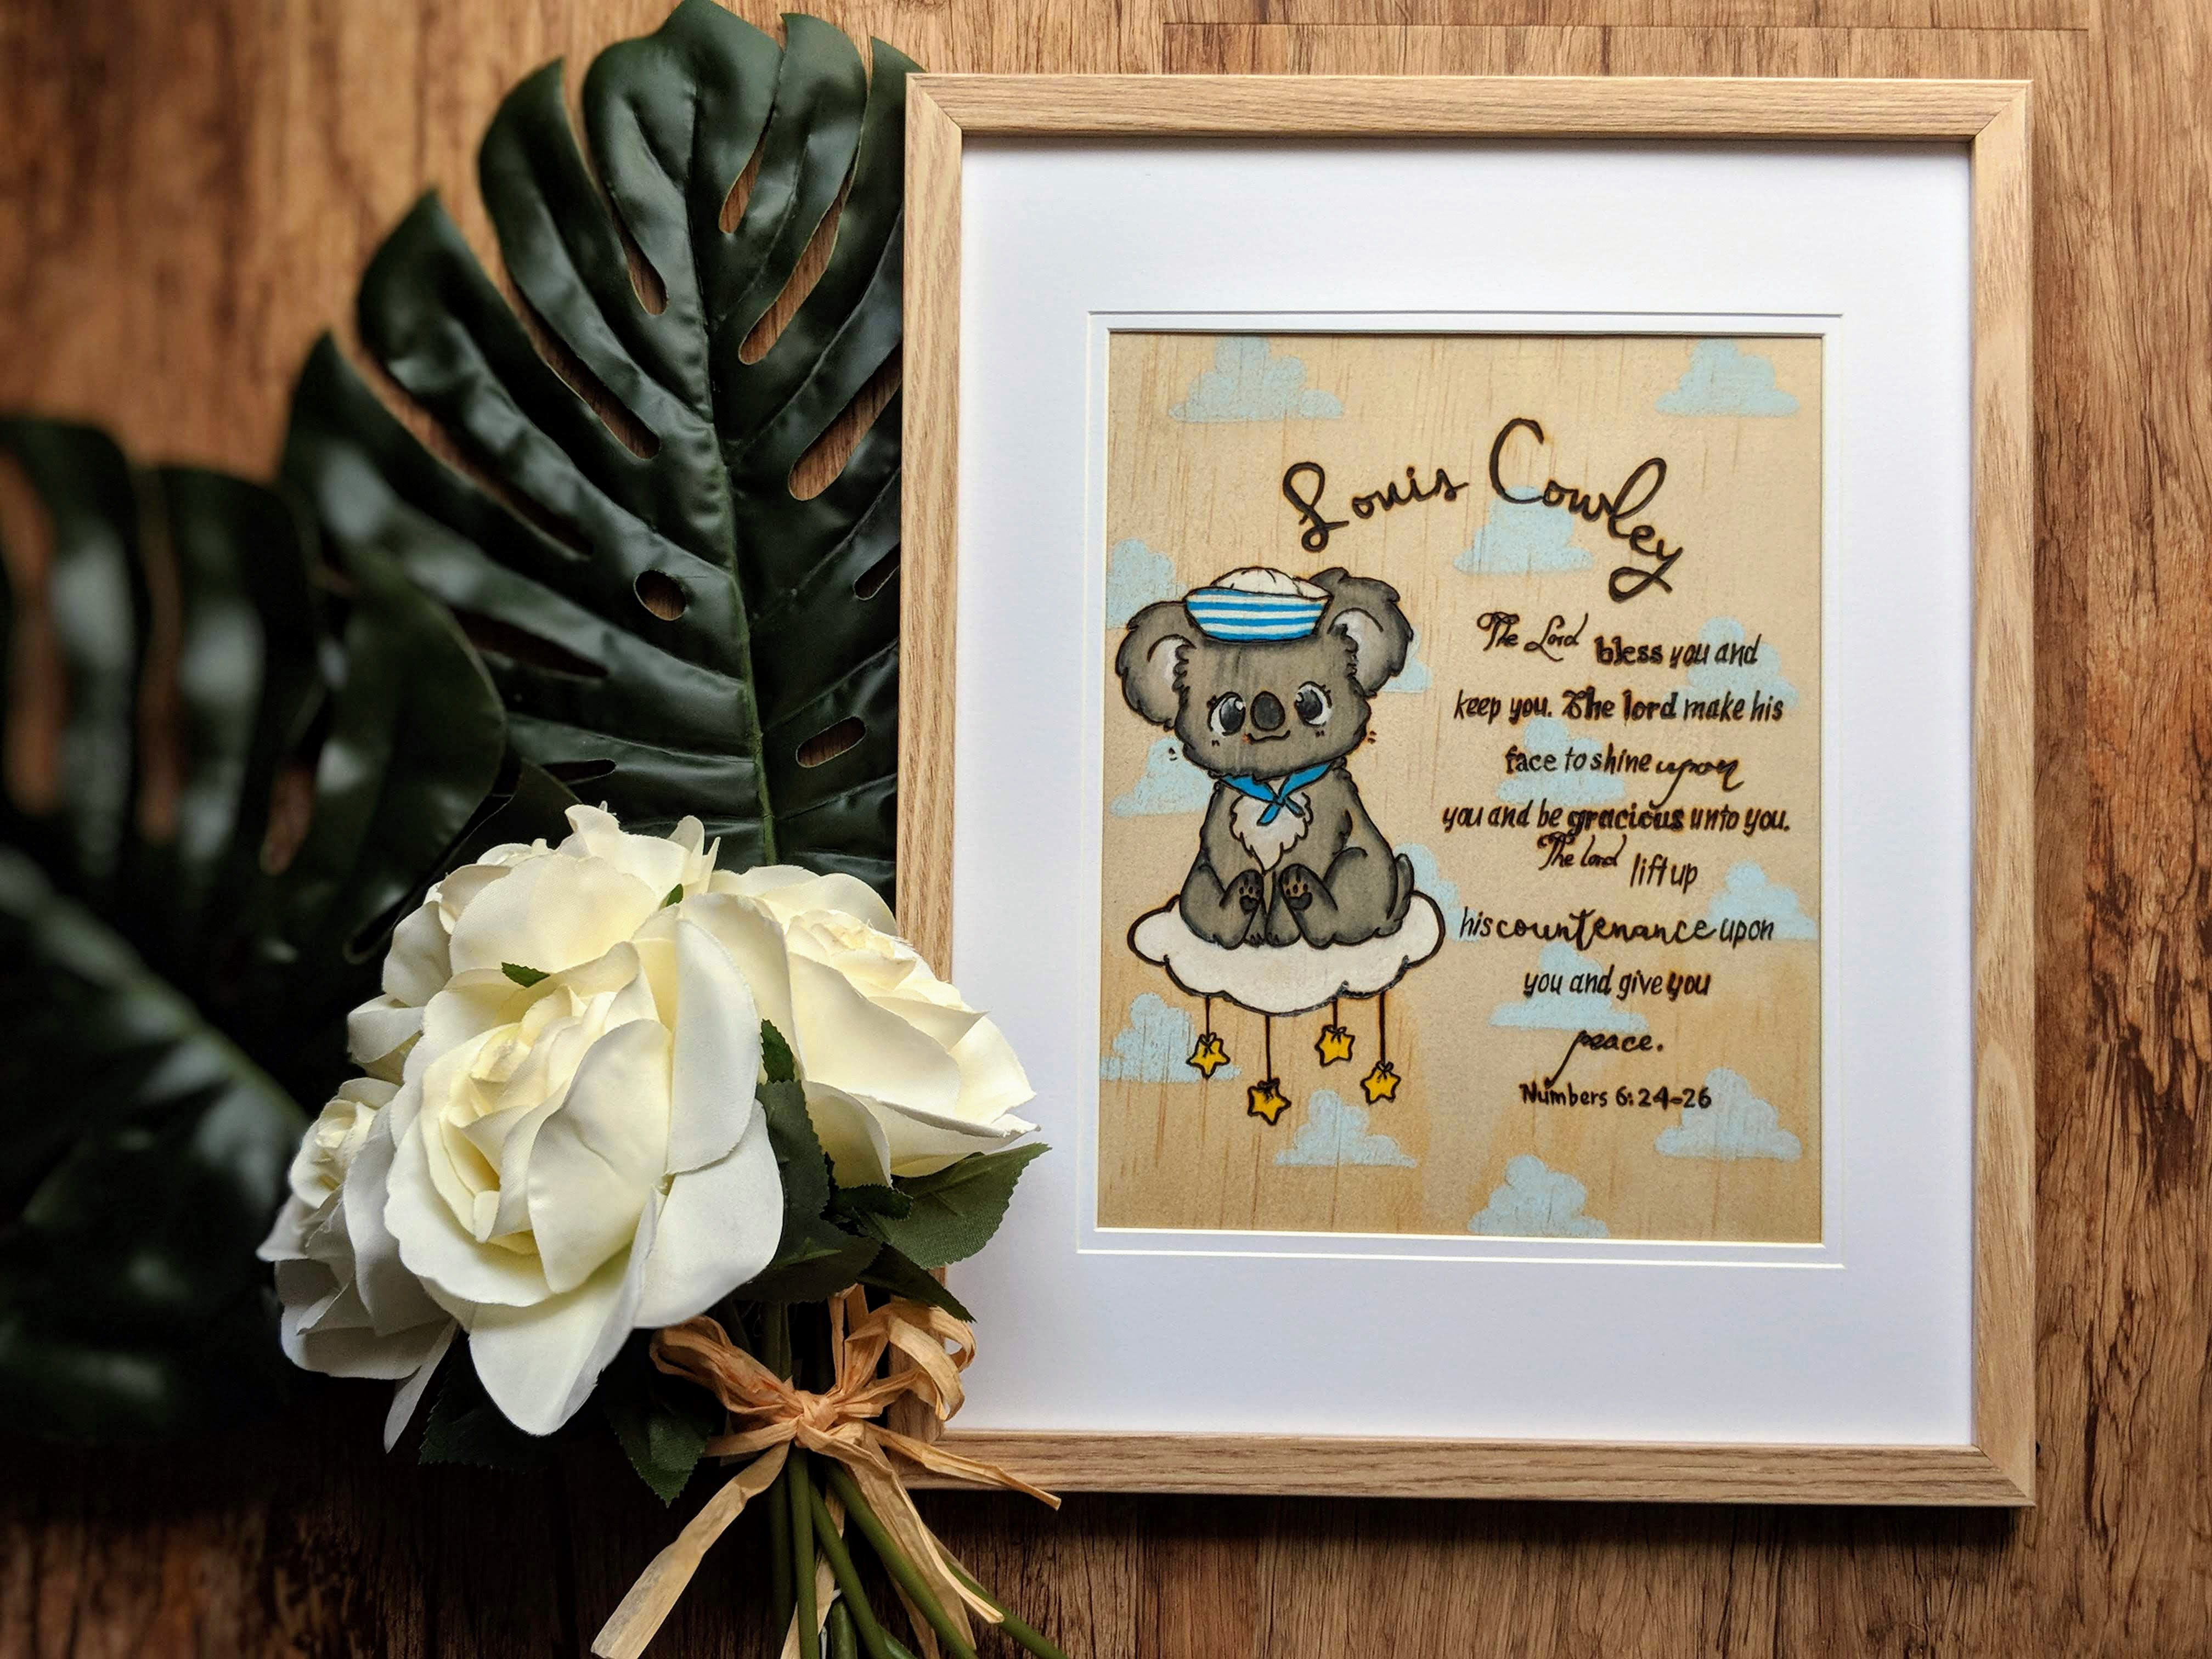 Louis Cowley
The Lord bless you and
keep you. The lord make his
face to shine upon
you and be gracious unto you.
The lord lift up
his countenance upon
you and give you
peace.
Numbers 6:24-26